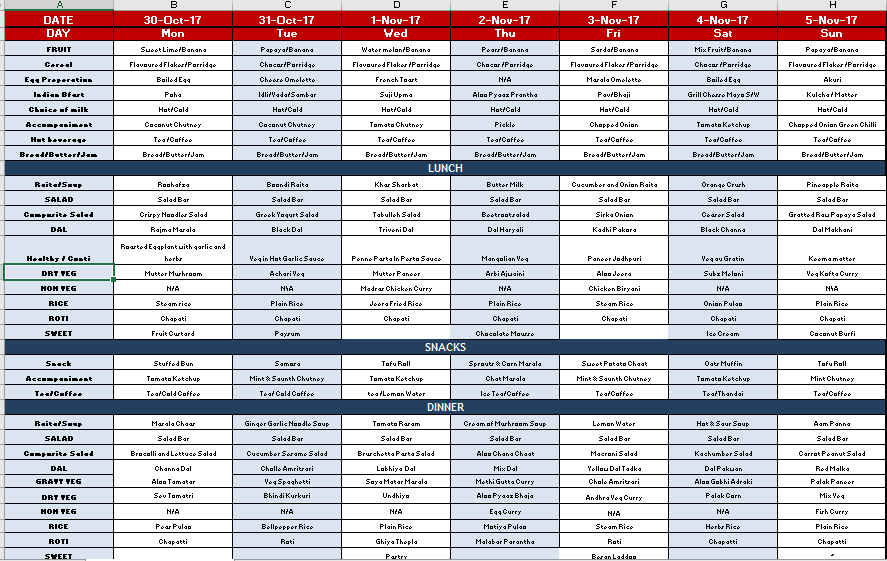 A B C D E F G H
DATE 30-Oct-17 31-Oct-17 1-Nov-17 2-Nov-17 3-Nov-17 4-Nov-17 5-Nov-17
DAY Mon Tue Wed Thu Fri Sat Sun
FRUIT Sweet Lime/Banana Papaya/Banana Watermelon/Banana Pears/Banana Sarda/Banana Mix Fruit/Banana Papaya/Banana
Cereal Flavoured Flakes/Porridge Chocos/Porridge Flavoured Flakes/Porridge Chocos/Porridge Flavoured Flakes/Porridge Chocos/Porridge Flavoured Flakes/Porridge
Egg Preperation Boiled Egg Cheese Omelette French Toast N/A Masala Omelette Boiled Egg Akuri
Indian Bfast Poha Idli/Vada/Sambar Suji Upma Aloo Pyaaz Prantha Pav/Bhaji Grill Cheese Mayo S/W Kulcha/Matter
Choice of milk Hot/Cold Hot/Cold Hot/Cold Hot/Cold Hot/Cold Hot/Cold Hot/Cold
Accompaniment Coconut Chutney Coconut Chutney Tomato Chutney Pickle Chopped Onion Tomato Ketchup Chopped Onion Green Chilli
Hot beverage Tea/Coffee Tea/Coffee Tea/Coffee Tea/Coffee Tea/Coffee Tea/Coffee Tea/Coffee
Bread/Butter/Jam Bread/Butter/Jam Bread/Butter/Jam Bread/Butter/Jam Bread/Butter/Jam Bread/Butter/Jam Bread/Butter/Jam Bread/Butter/Jam
LUNCH
Raita/Soup Roohafza Boondi Raita Khas Sharbat Butter Milk Cucumber and Onion Raita Orange Crush Pineapple Raita
SALAD Salad Bar Salad Bar Salad Bar Salad Bar Salad Bar Salad Bar Salad Bar
Composite Salad Crispy Noodles Salad Greek Yogurt Salad Tabulleh Salad Beetroot salad Sirka Onion Ceaser Salad Gratted Raw Papaya Salad
DAL Rajma Masala Black Dal Triveni Dal Dal Haryali Kadhi Pakora Black Channa Dal Makhani
Healthy / Conti Roasted Eggplant with garlic and herbs Veg in Hot Garlic Sauce Penne Pasta In Pesto Sauce Mangolian Veg Paneer Jodhpuri Veg au Gratin Keema matter
DRY VEG Mutter Mushroom Achari Veg Mutter Paneer Arbi Ajwaini Aloo Jeera Subz Melani Veg Kofta Curry
NON VEG N/A N\A Madras Chicken Curry N/A Chicken Biryani N/A N\A
RICE Steam rice Plain Rice Jeera Fried Rice Plain Rice Steam Rice Onion Pulao Plain Rice
ROTI Chapati Chapati Chapati Chapati Chapati Chapati Chapati
SWEET Fruit Custard Paysum Chocolate Mousse Ice Cream Coconut Burfi
SNACKS
Snack Stuffed Bun Samosa Tofu Roll Sprouts & Corn Masala Sweet Potato Chaat Oats Muffin Tofu Roll
Accompaniment Tomato Ketchup Mint & Saunth Chutney Tomato Ketchup Chat Masala Mint & Saunth Chutney Tomato Ketchup Mint Chutney
Tea/Coffee Tea/Cold Coffee Tea/Cold Coffee tea/Lemon Water Ice Tea/Coffee Tea/Coffee Tea/Thandai Tea/Coffee
DINNER
Raita/Soup Masala Chaas Ginger Garlic Noodle Soup Tomato Rasam Cream of Mushroom Soup Lemon Water Hot & Sour Soup Aam Panna
SALAD Salad Bar Salad Bar Salad Bar Salad Bar Salad Bar Salad Bar Salad Bar
Composite Salad Broccoli and Lettuce Salad Cucumber Sesame Salad Bruschetta Pasta Salad Aloo Chana Chaat Macroni Salad Kachumber Salad Carrot Peanut Salad
DAL Channa Dal Cholle Amritsari Lobhiya Dal Mix Dal Yellow Dal Tadka Dal Pakwan Red Malka
GRAVY VEG Aloo Tamatar Veg Spaghetti Soya Matar Masala Methi Gutta Curry Chole Amritsari Aloo Gobhi Adraki Palak Paneer
DRY VEG Sev Tamatri Bhindi Kurkuri Undhiyo Aloo Pyaaz Bhaja Andhra Veg Curry Palak Corn Mix Veg
NON VEG N/A N/A N/A Egg Curry N/A N/A Fish Curry
RICE Peas Pulao Bellpepper Rice Plain Rice Motiya Pulao Steam Rice Herbs Rice Plain Rice
ROTI Chapatti Roti Ghiya Thepla Malabar Parantha Roti Chapatti Chapatti
SWEET Pastry Besan Laddoo